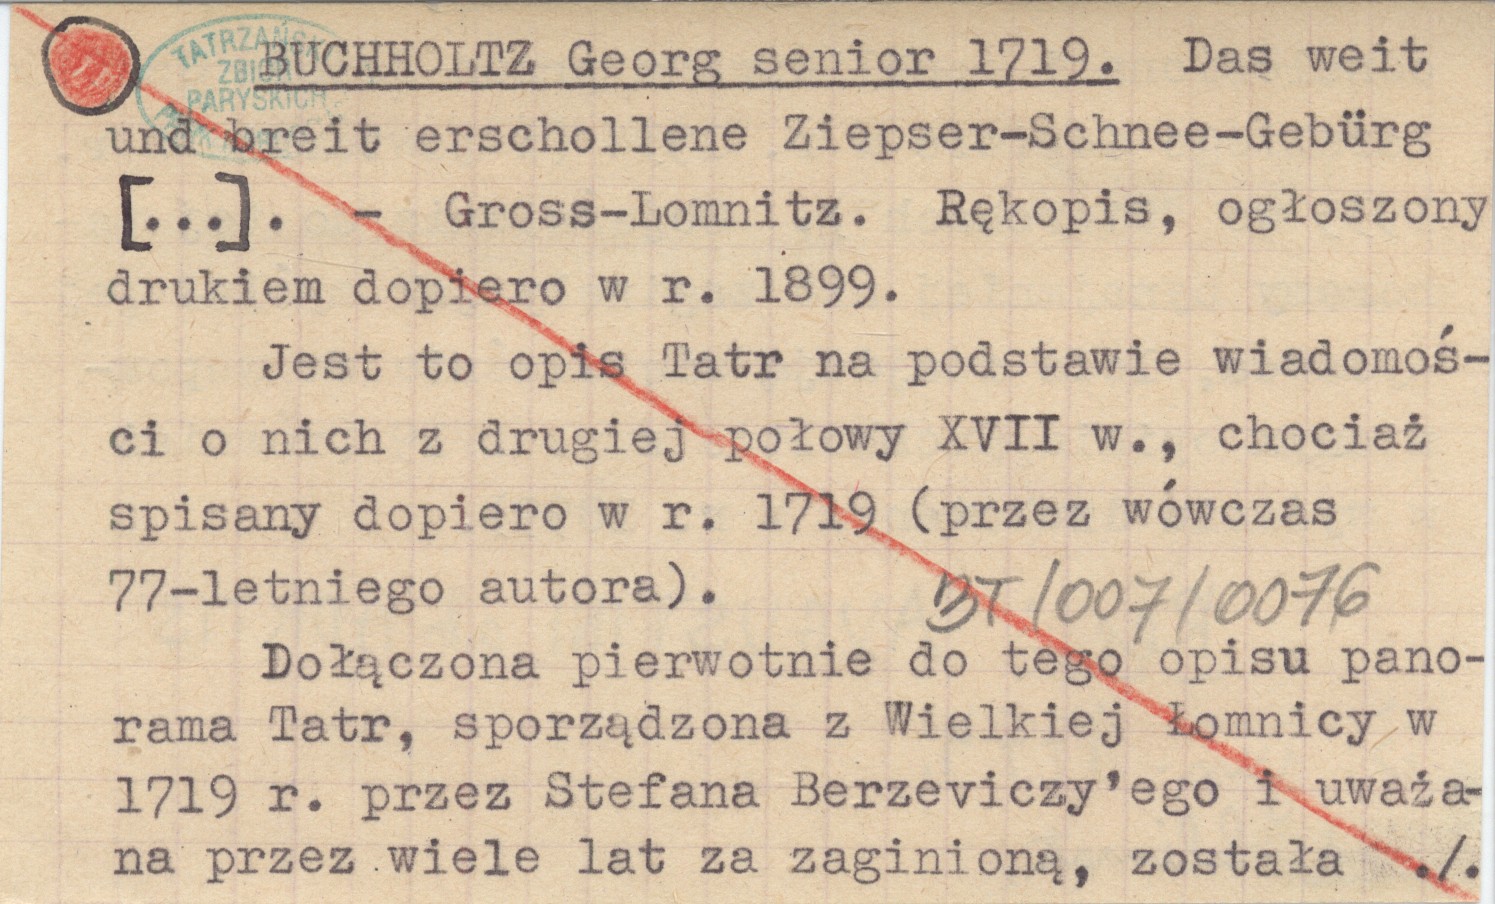 TATRZAŃSKI
ZBIORY
PARYSKICH
BUCHHOLTZ Georg senior 1719. Das weit
und breit erschollene Ziepser-Schnee-Gebürg
[...]. - Gross-Lomnitz. Rękopis, ogłoszony
drukiem dopiero w r. 1899.
Jest to opis Tatr na podstawie wiadomoś-
ci o nich z drugiej połowy XVII w., chociaż
spisany dopiero w r. 1719 (przez wówczas
77-letniego autora).
BT/007/0076
Dołączona pierwotnie do tego opisu pano-
rama Tatr, sporządzona z Wielkiej Łomnicy w
1719 r. przez Stefana Berzeviczy'ego i uważa-
na przez wiele lat za zaginioną, została ./.